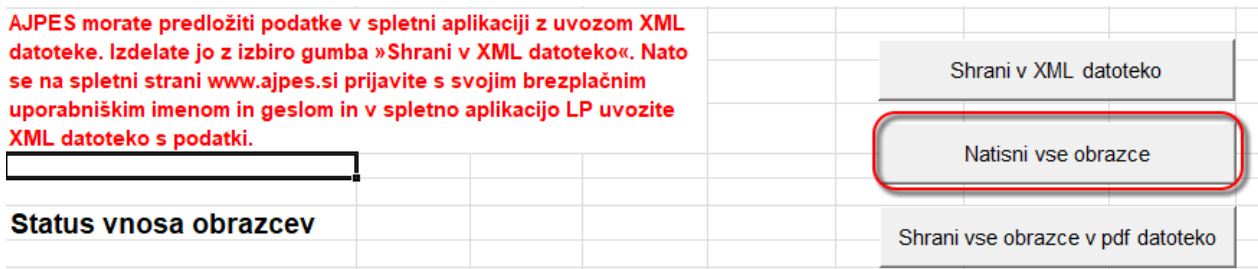 AJPES morate predložiti podatke v spletni aplikaciji z uvozom XML
datoteke. Izdelate jo z izbiro gumba »Shrani v XML datoteko«. Nato
se na spletni strani www.ajpes.si prijavite s svojim brezplačnim
uporabniškim imenom in geslom in v spletno aplikacijo LP uvozite
XML datoteko s podatki.
Shrani v XML datoteko
Natisni vse obrazce
Status vnosa obrazcev
Shrani vse obrazce v pdf datoteko